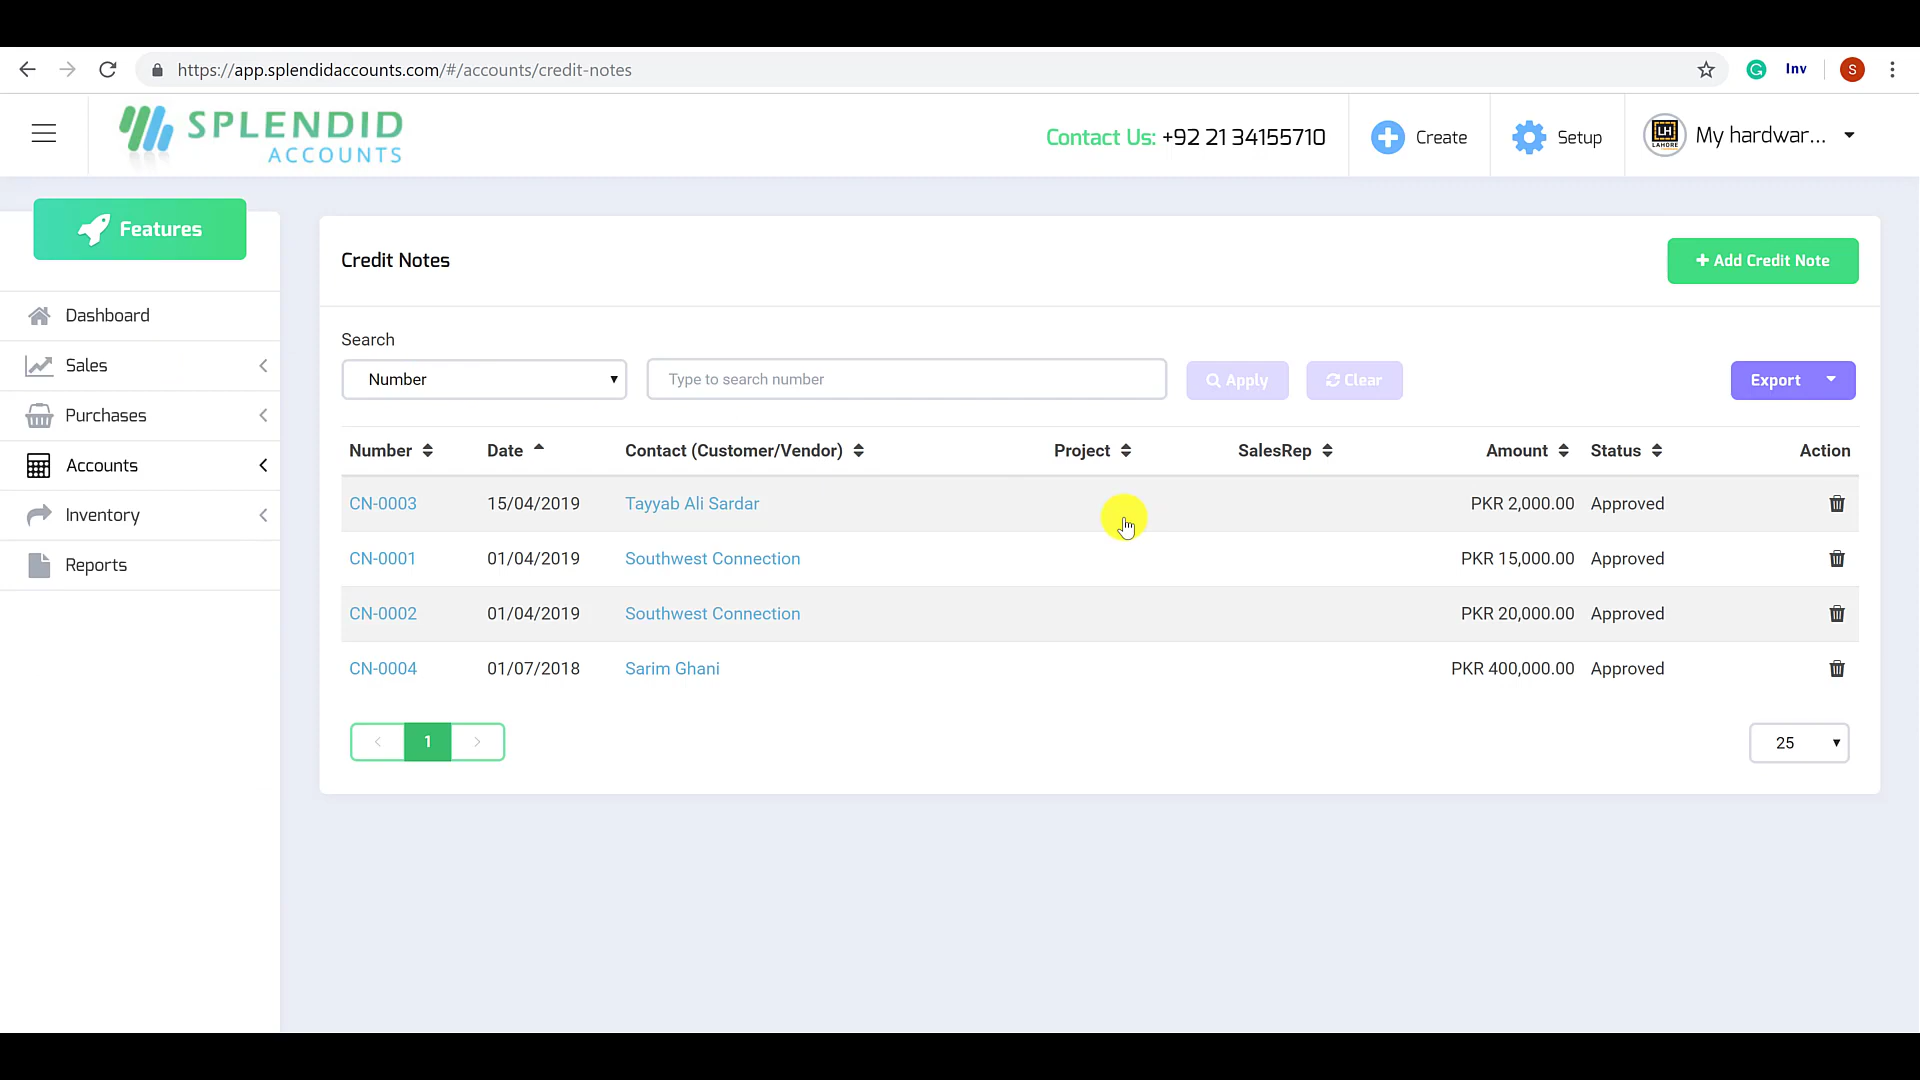 https://app.splendidaccounts.com/#/accounts/credit-notes
Inv
S
SPLENDID
ACCOUNTS
Contact Us: +92 21 34155710
Create
Setup
LH
LAHORE
My hardwar...
Features
Dashboard
Sales
Purchases
Accounts
Inventory
Reports
Credit Notes
Add Credit Note
Search
Number
Type to search number
Apply
Clear
Export
Number Date Contact (Customer/Vendor) Project SalesRep Amount Status Action
CN-0003 15/04/2019 Tayyab Ali Sardar PKR 2,000.00 Approved
CN-0001 01/04/2019 Southwest Connection PKR 15,000.00 Approved
CN-0002 01/04/2019 Southwest Connection PKR 20,000.00 Approved
CN-0004 01/07/2018 Sarim Ghani PKR 400,000.00 Approved
< 1 >
25